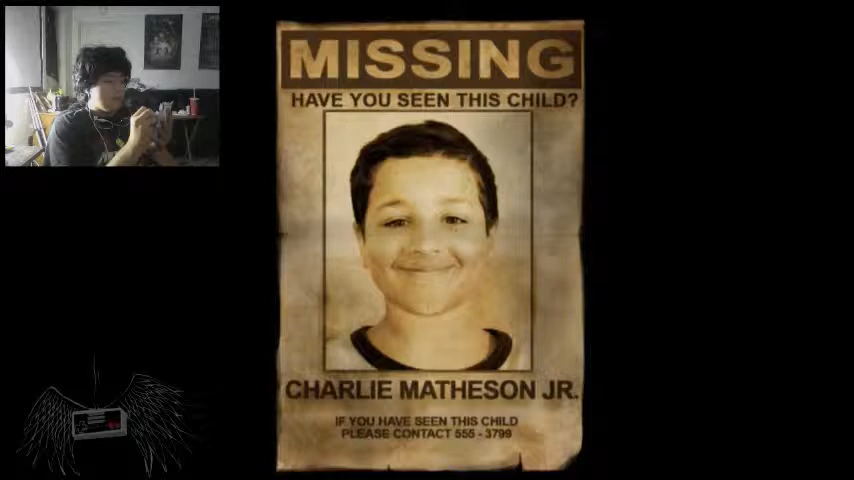 MISSING
HAVE YOU SEEN THIS CHILD?
CHARLIE MATHESON JR.
IF YOU HAVE SEEN THIS CHILD
PLEASE CONTACT 555 - 3799